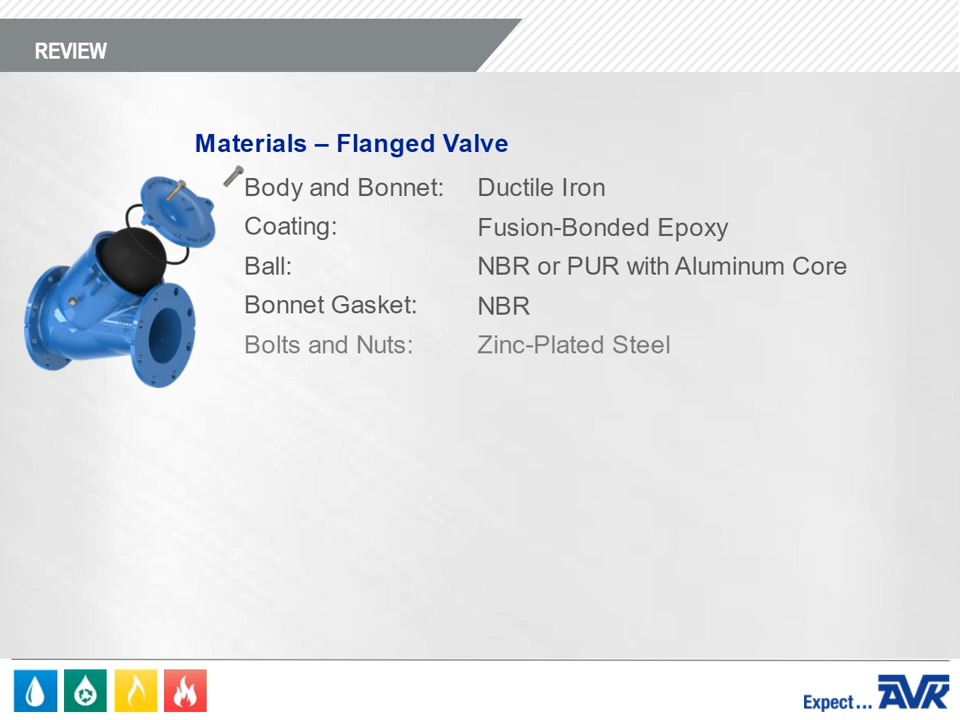 REVIEW
Materials – Flanged Valve
Body and Bonnet: Ductile Iron
Coating: Fusion-Bonded Epoxy
Ball: NBR or PUR with Aluminum Core
Bonnet Gasket: NBR
Bolts and Nuts: Zinc-Plated Steel
Expect... AVK